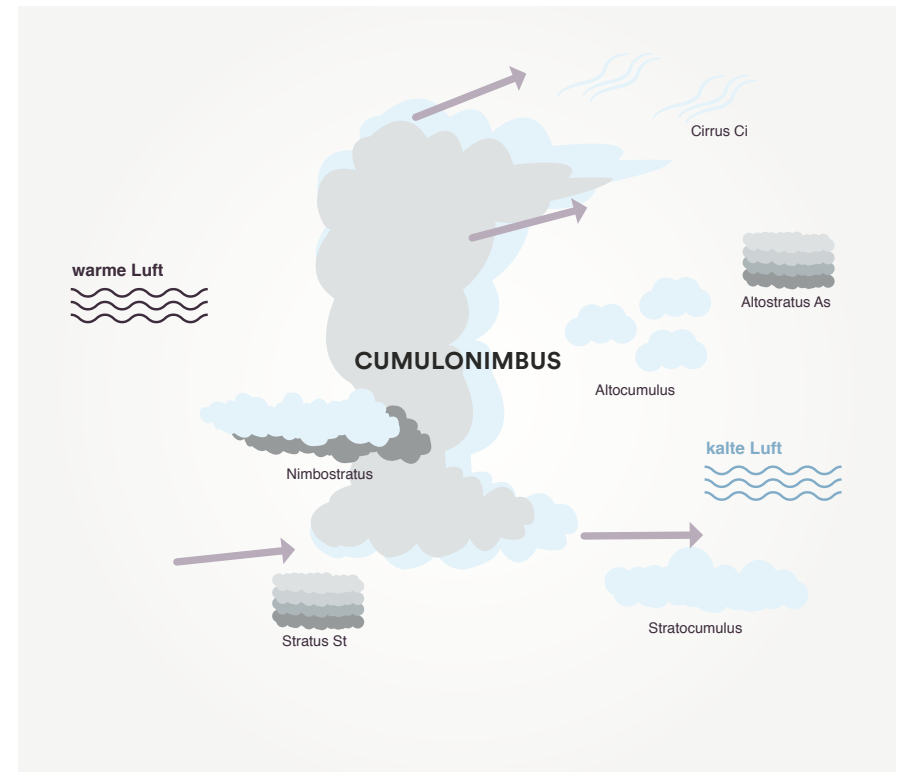 Cirrus Ci
warme Luft
Altostratus As
CUMULONIMBUS
Altocumulus
kalte Luft
Nimbostratus
Stratocumulus
Stratus St